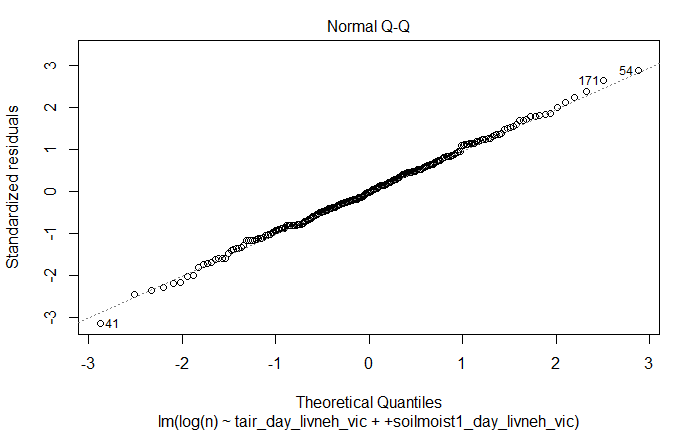 Normal Q-Q
Standardized residuals
3
2
1
0
-1
-2
-3
171
54
41
-3 -2 -1 0 1 2 3
Theoretical Quantiles
lm(log(n) ~ tair_day_livneh_vic + +soilmoist1_day_livneh_vic)